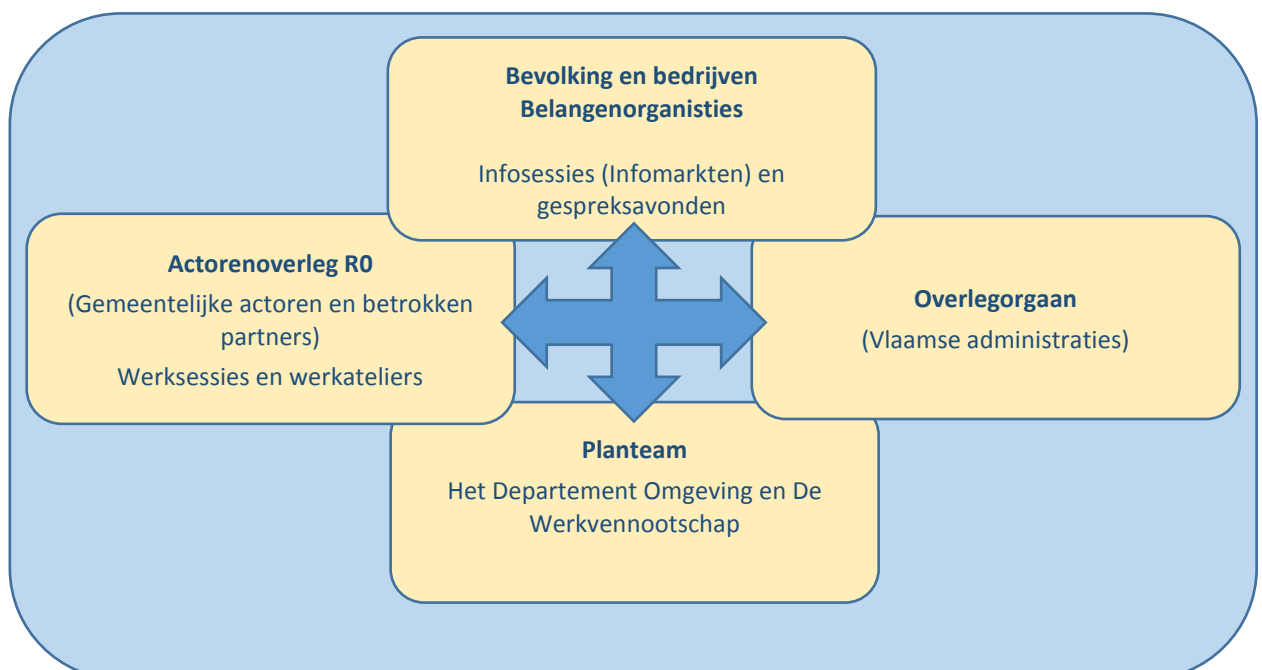 Bevolking en bedrijven
Belangenorganisties
Infosessies (Infomarkten) en
gespreksavonden
Actorenoverleg R0
(Gemeentelijke actoren en betrokken
partners)
Werksessies en werkateliers
Overlegorgaan
(Vlaamse administraties)
Planteam
Het Departement Omgeving en De
Werkvennootschap